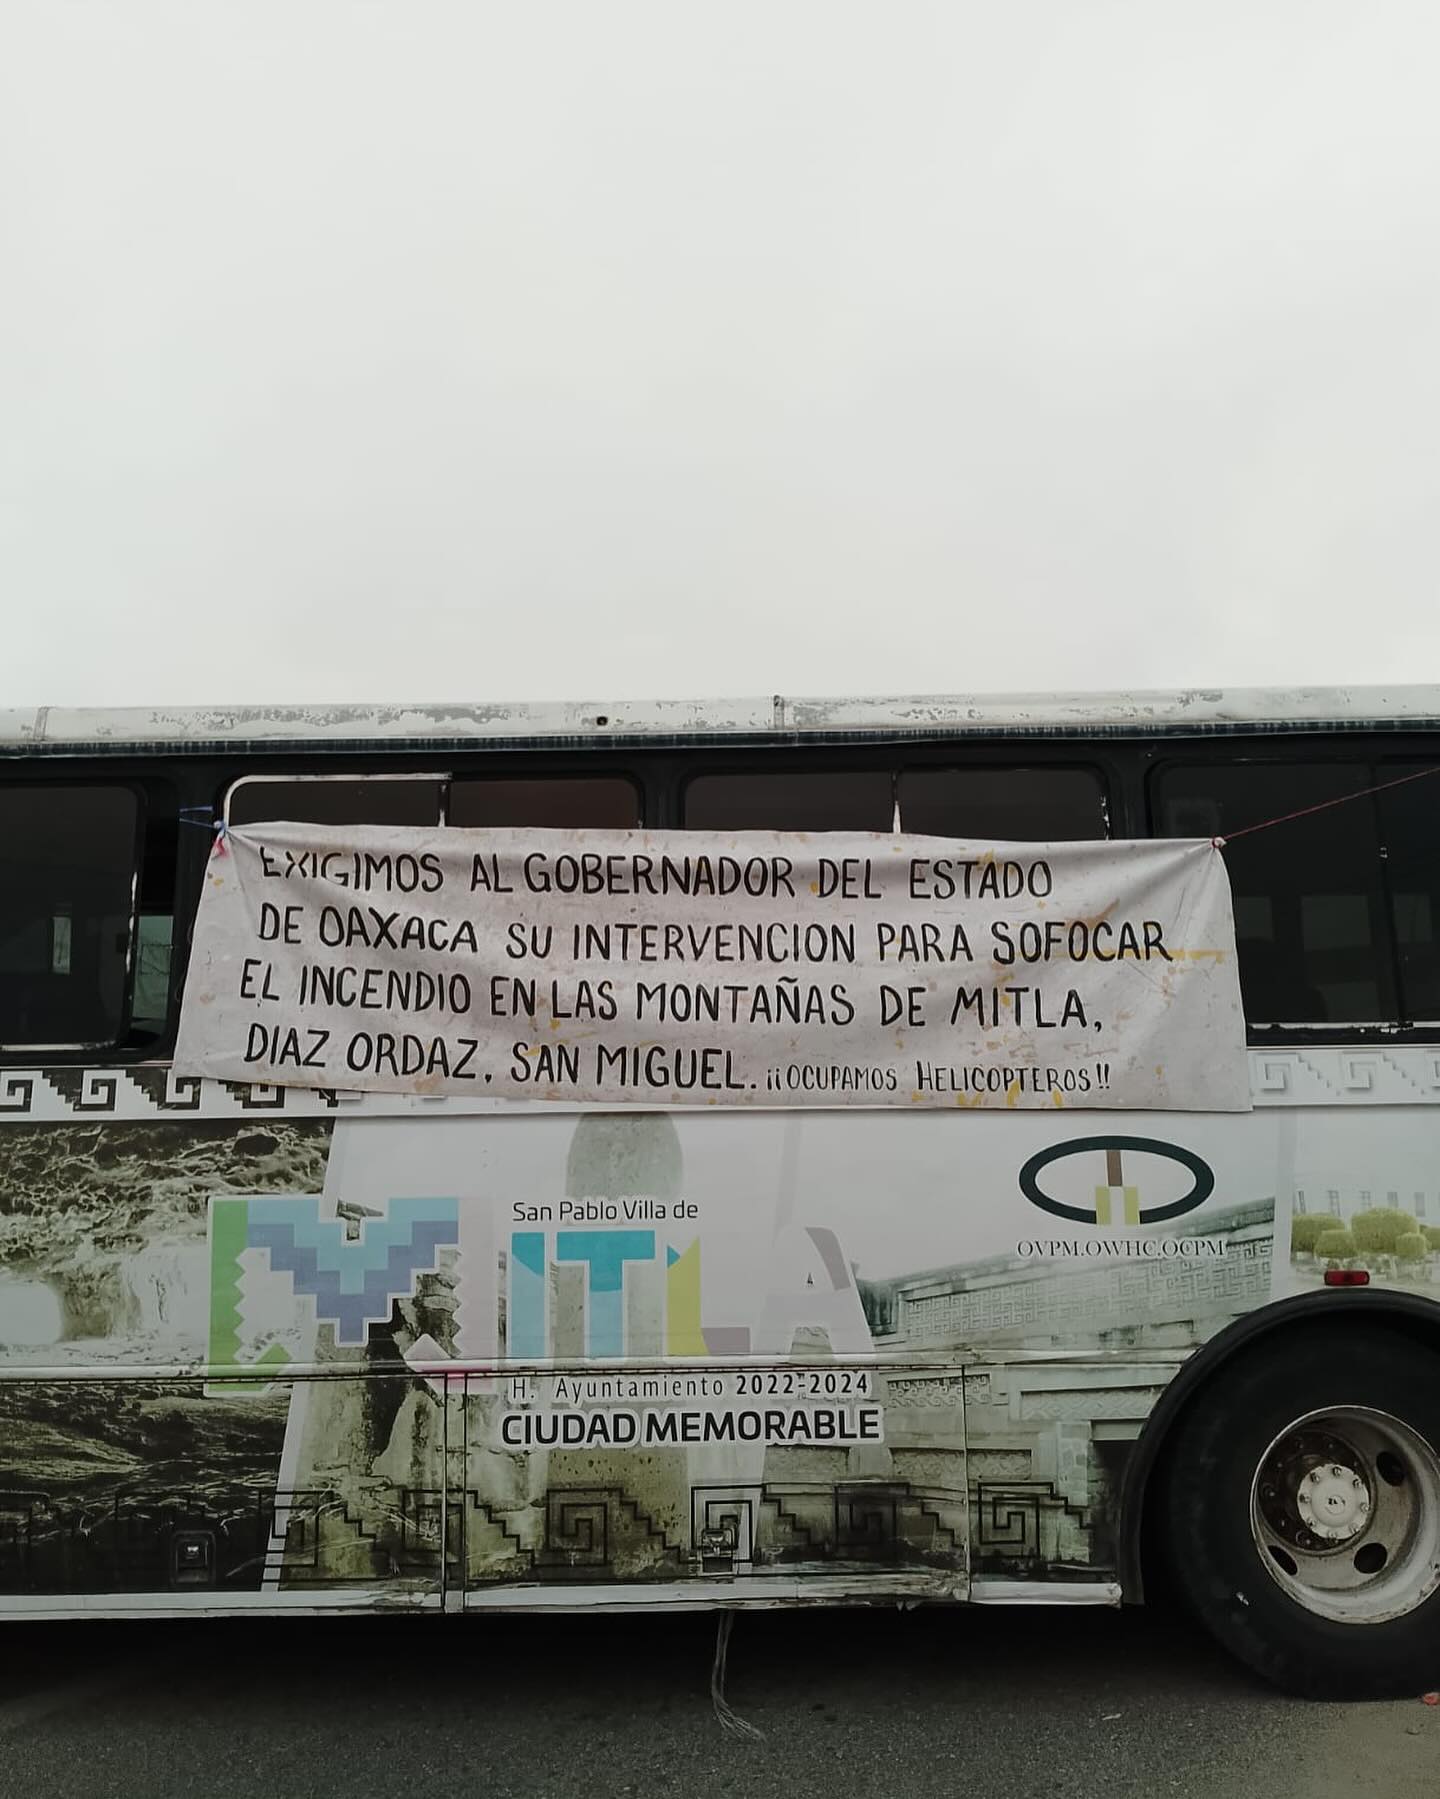 EXIGIMOS AL GOBERNADOR DEL ESTADO
DE OAXACA SU INTERVENCION PARA SOFOCAR
EL INCENDIO EN LAS MONTAÑAS DE MITLA,
DIAZ ORDAZ, SAN MIGUEL. ¡¡OCUPAMOS HELICOPTEROS!!
San Pablo Villa de
MITLA
H. Ayuntamiento 2022-2024
CIUDAD MEMORABLE
OVPM.OWHC.OCPM